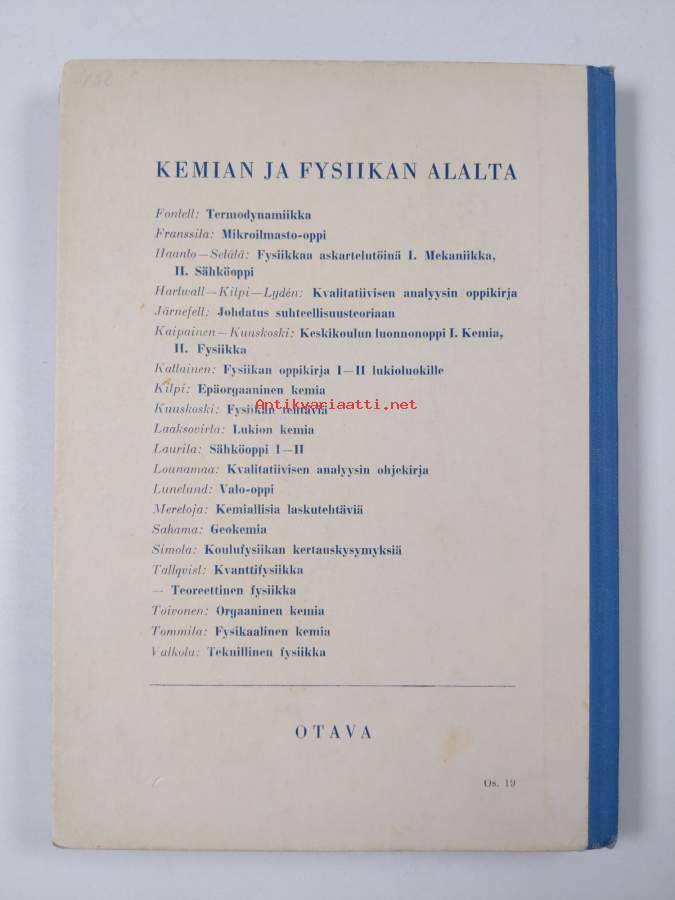 KEMIAN JA FYSIIKAN ALALTA
Fontell: Termodynamiikka
Franssila: Mikroilmasto-oppi
Haanto—Setälä: Fysiikkaa askartelutöinä I. Mekaniikka,
II. Sähköoppi
Hartwall—Kilpi—Lydén: Kvalitatiivisen analyysin oppikirja
Järnefelt: Johdatus suhteellisuusteoriaan
Kaipainen—Kuuskoski: Keskikoulun luonnonoppi I. Kemia,
II. Fysiikka
Kallainen: Fysiikan oppikirja I—II lukioluokille
Kilpi: Epäorgaaninen kemia
Antikvariaatti.net
Kuuskoski: Fysiikan tehtäviä
Laaksovirta: Lukion kemia
Laurila: Sähköoppi I—II
Lounamaa: Kvalitatiivisen analyysin ohjekirja
Lunelund: Valo-oppi
Meretoja: Kemiallisia laskutehtäviä
Sahama: Geokemia
Simola: Koulufysiikan kertauskysymyksiä
Tallqvist: Kvanttifysiikka
— Teoreettinen fysiikka
Toivonen: Orgaaninen kemia
Tommila: Fysikaalinen kemia
Valkola: Teknillinen fysiikka
OTAVA
Os. 19